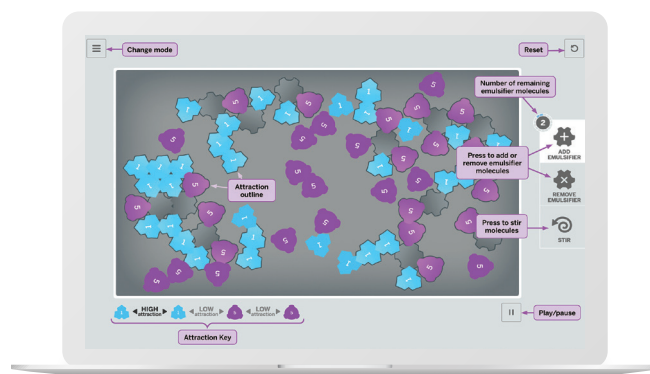 Change mode
Reset
Number of remaining
emulsifier molecules
2
ADD
EMULSIFIER
Press to add or
remove emulsifier
molecules
REMOVE
EMULSIFIER
Attraction
outline
Press to stir
molecules
STIR
HIGH
attraction
LOW
attraction
LOW
attraction
Play/pause
Attraction Key